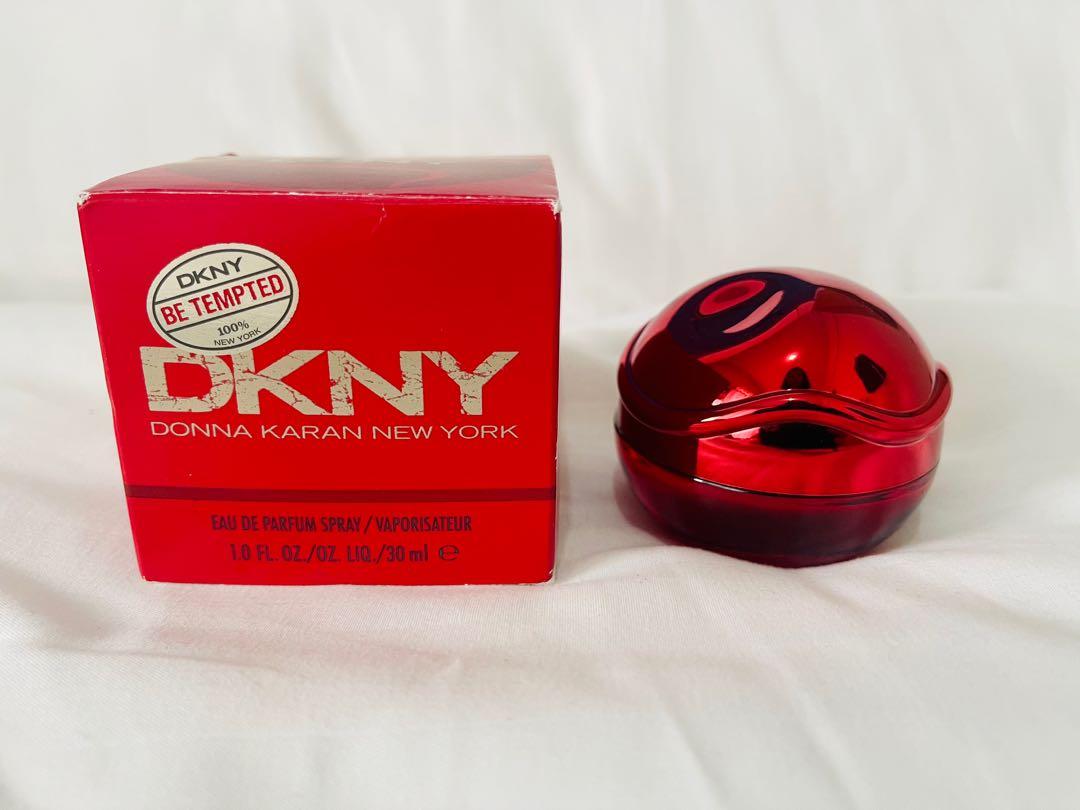 DKNY
BE TEMPTED
100%
NEW YORK
DKNY
DONNA KARAN NEW YORK
EAU DE PARFUM SPRAY/VAPORISATEUR
1.0 FL. OZ./OZ. LIQ./30 ml ℮